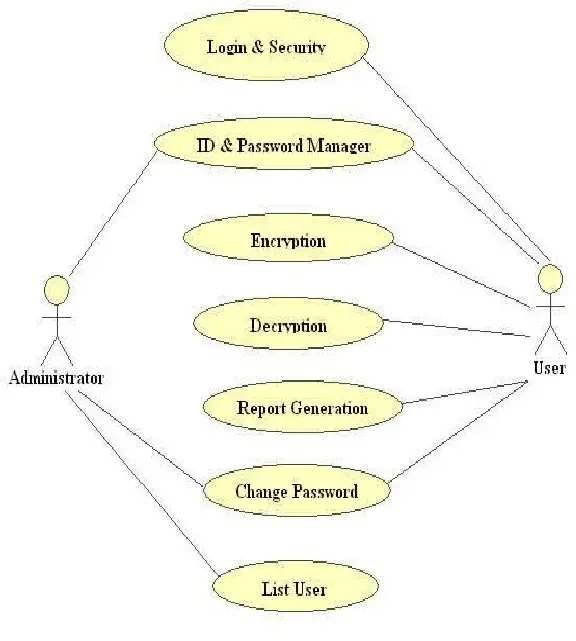 Login & Security
ID & Password Manager
Encryption
Decryption
Administrator
User
Report Generation
Change Password
List User